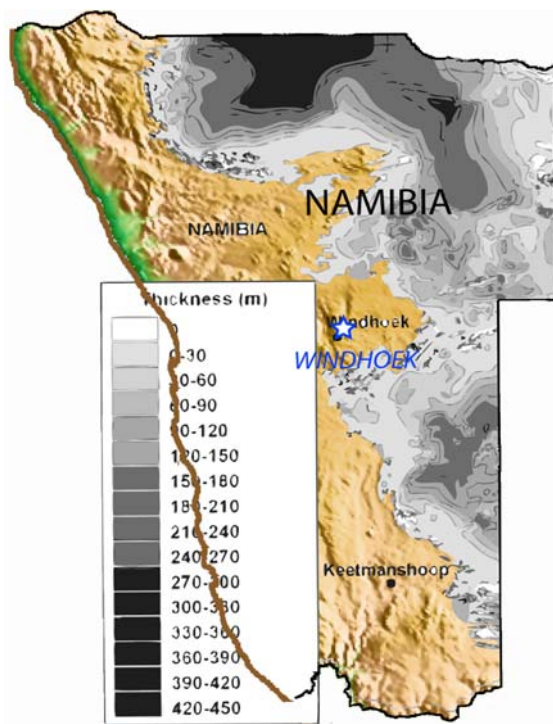 NAMIBIA
NAMIBIA
Thickness (m)
0
0-30
30-60
60-90
90-120
120-150
150-180
180-210
210-240
240-270
270-300
300-330
330-360
360-390
390-420
420-450
Windhoek
WINDHOEK
Keetmanshoop